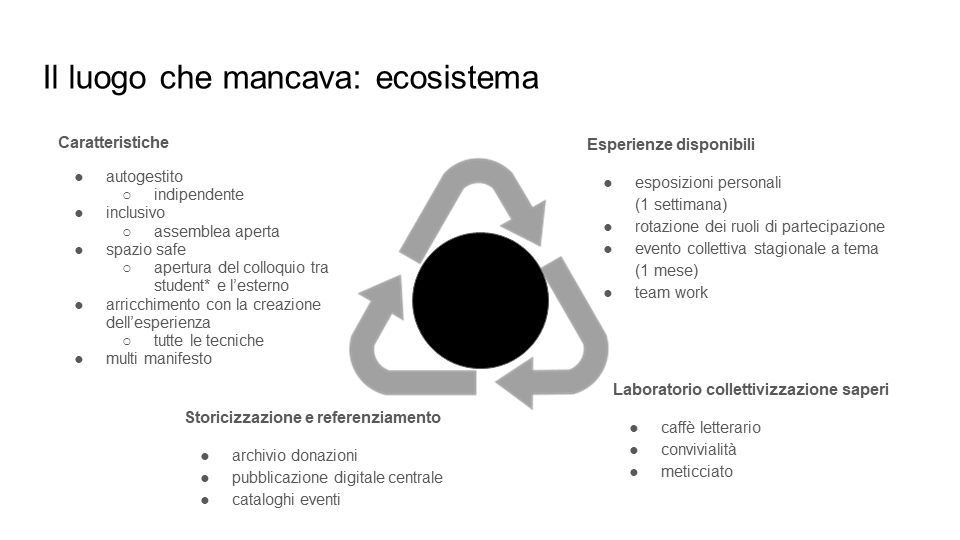 Il luogo che mancava: ecosistema
Caratteristiche
● autogestito
○ indipendente
● inclusivo
○ assemblea aperta
● spazio safe
○ apertura del colloquio tra
student* e l’esterno
● arricchimento con la creazione
dell’esperienza
○ tutte le tecniche
● multi manifesto
Esperienze disponibili
● esposizioni personali
(1 settimana)
● rotazione dei ruoli di partecipazione
● evento collettiva stagionale a tema
(1 mese)
● team work
Storicizzazione e referenziamento
● archivio donazioni
● pubblicazione digitale centrale
● cataloghi eventi
Laboratorio collettivizzazione saperi
● caffè letterario
● convivialità
● meticciato